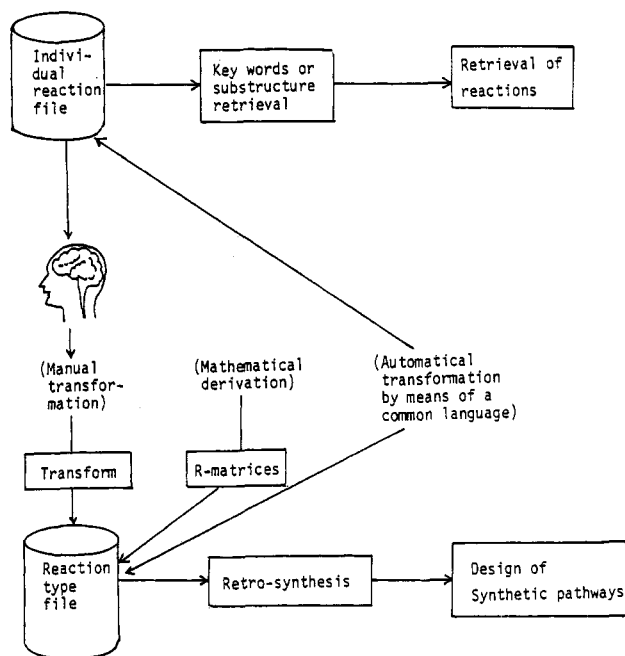 Indivi-
dual
reaction
file
Key words or
substructure
retrieval
Retrieval of
reactions
(Manual
transfor-
mation)
(Mathematical
derivation)
(Automatical
transformation
by means of a
common language)
Transform
R-matrices
Reaction
type
file
Retro-synthesis
Design of
Synthetic pathways